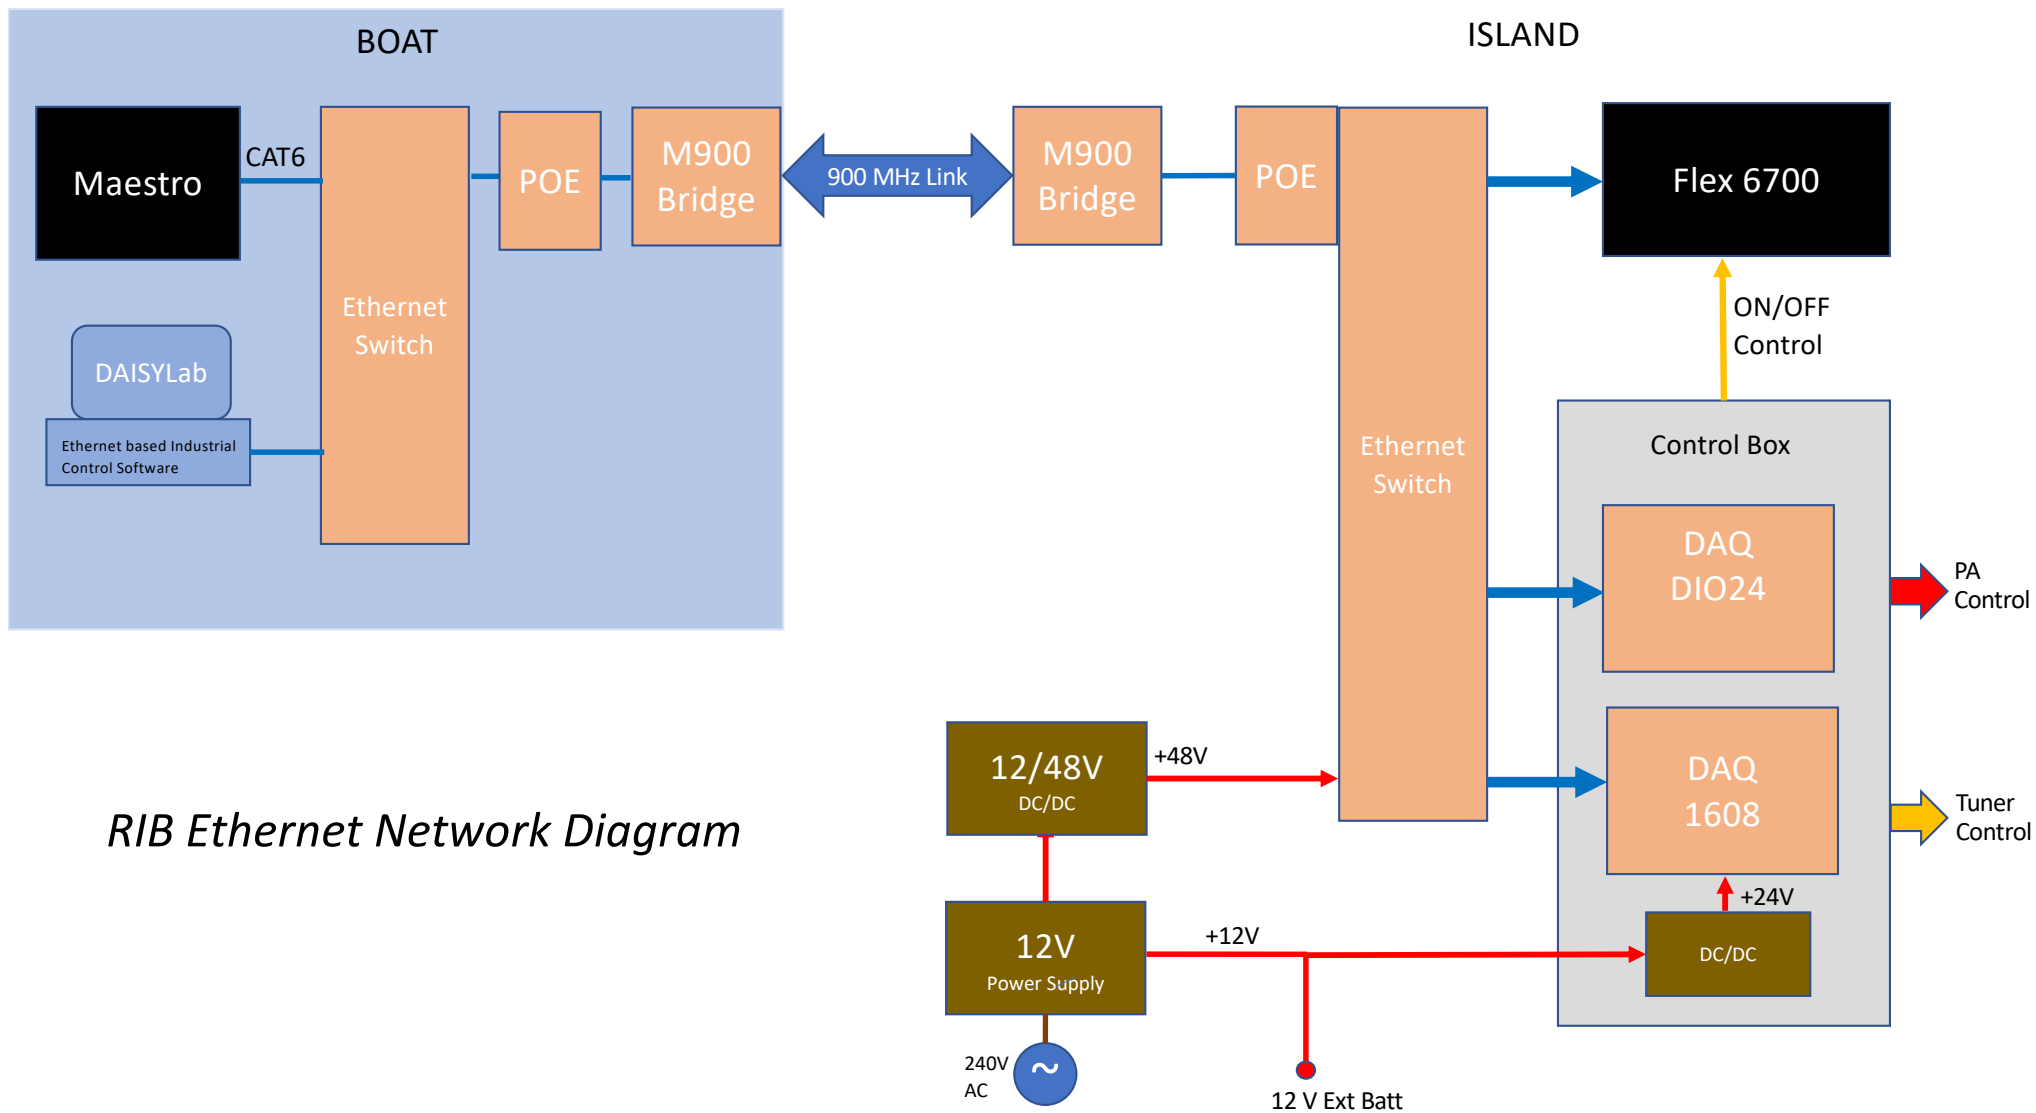 BOAT
ISLAND
Maestro
CAT6
POE
M900
Bridge
900 MHz Link
M900
Bridge
POE
Flex 6700
Ethernet
Switch
DAISYLab
Ethernet based Industrial
Control Software
ON/OFF
Control
Ethernet
Switch
Control Box
DAQ
DIO24
PA
Control
12/48V
DC/DC
+48V
DAQ
1608
Tuner
Control
RIB Ethernet Network Diagram
+24V
12V
Power Supply
+12V
DC/DC
240V
AC
~
12 V Ext Batt